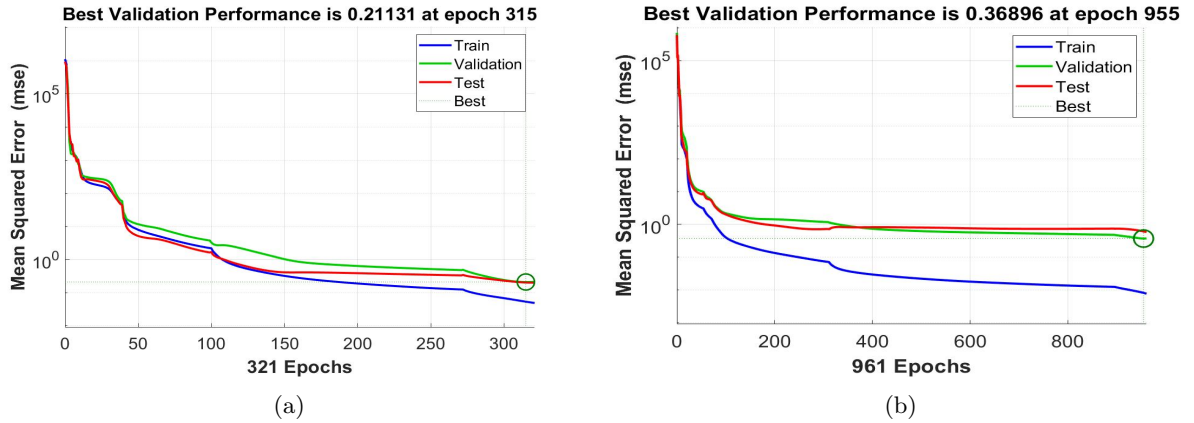 Best Validation Performance is 0.21131 at epoch 315
Mean Squared Error (mse)
10^5
10^0
Train
Validation
Test
Best
0 50 100 150 200 250 300
321 Epochs
(a)
Best Validation Performance is 0.36896 at epoch 955
Mean Squared Error (mse)
10^5
10^0
Train
Validation
Test
Best
0 200 400 600 800
961 Epochs
(b)